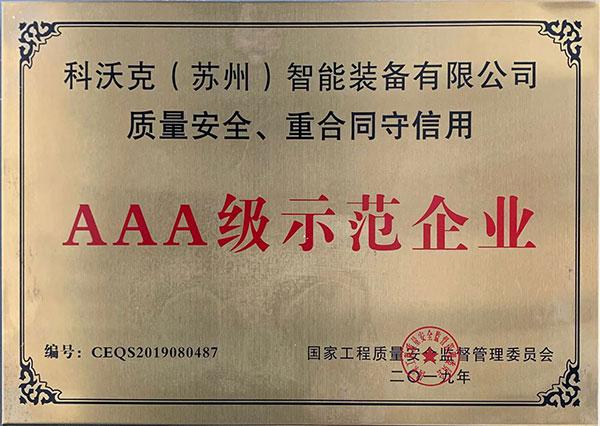 科沃克（苏州）智能装备有限公司
质量安全、重合同守信用
AAA级示范企业
编号：CEQS2019080487
国家工程质量安全监督管理委员会
二〇一九年